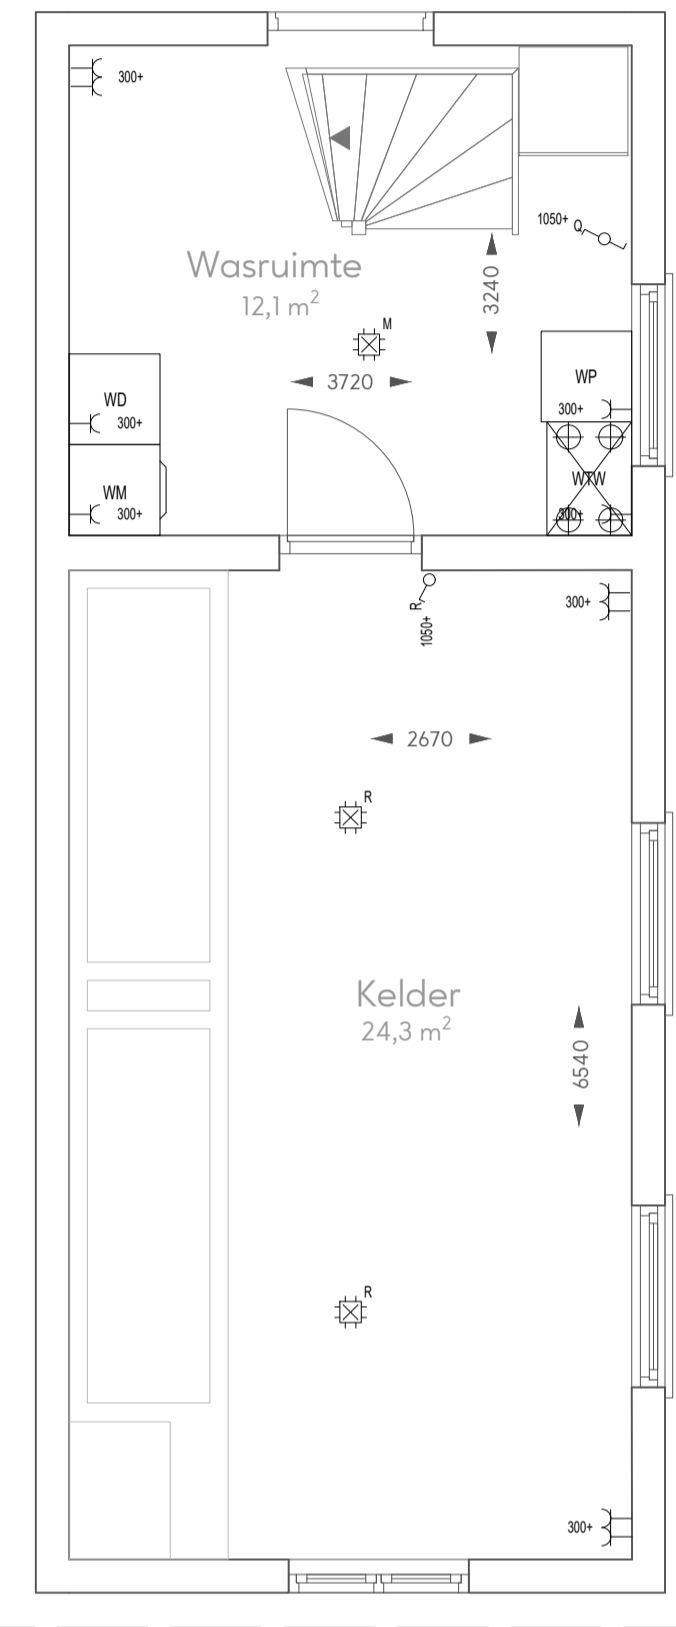 300+
1050+ Q
Wasruimte
12,1 m²
3240
M
3720
WD
300+
WM
300+
WP
300+
WTW
300+
R
1050+
300+
2670
R
Kelder
24,3 m²
6540
R
300+